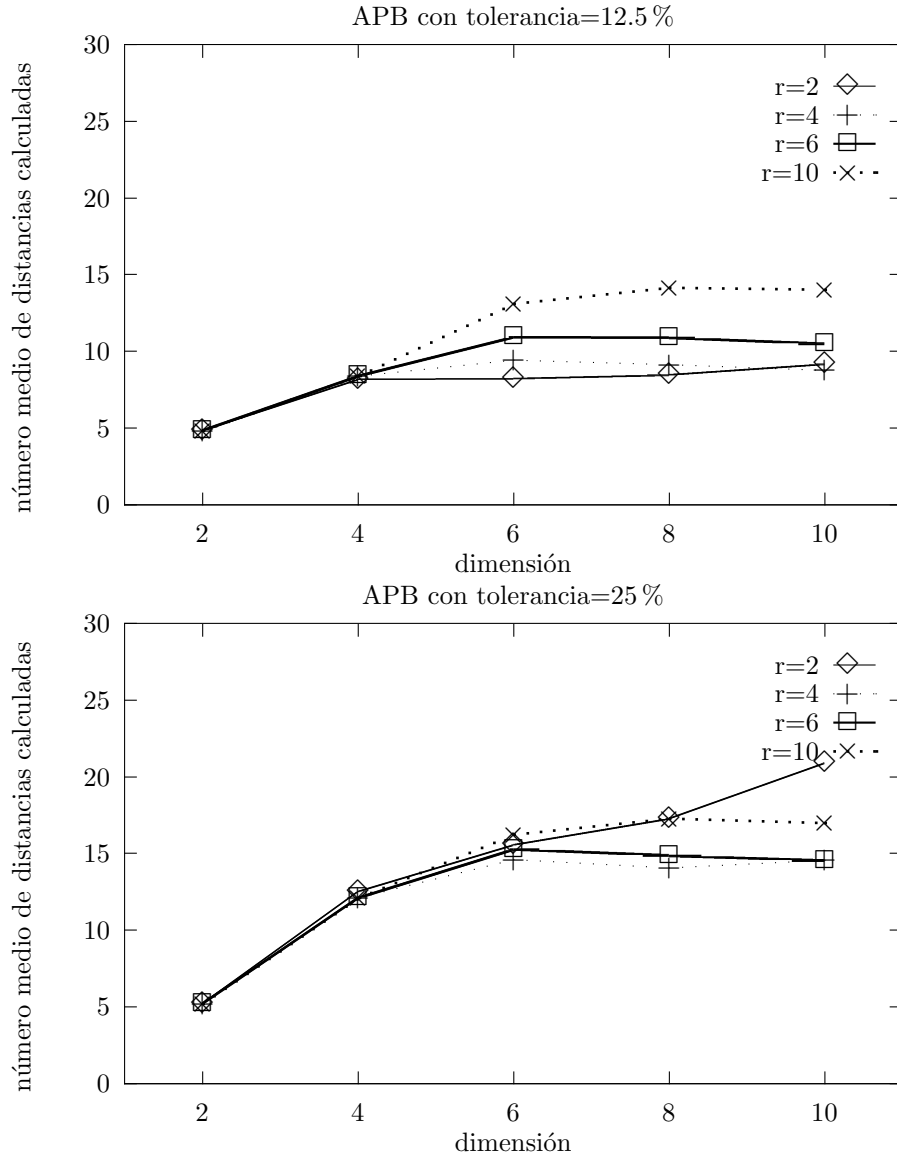 APB con tolerancia=12.5 %
número medio de distancias calculadas
30
25
20
15
10
5
0
r=2
r=4
r=6
r=10
2 4 6 8 10
dimensión
APB con tolerancia=25 %
número medio de distancias calculadas
30
25
20
15
10
5
0
r=2
r=4
r=6
r=10
2 4 6 8 10
dimensión